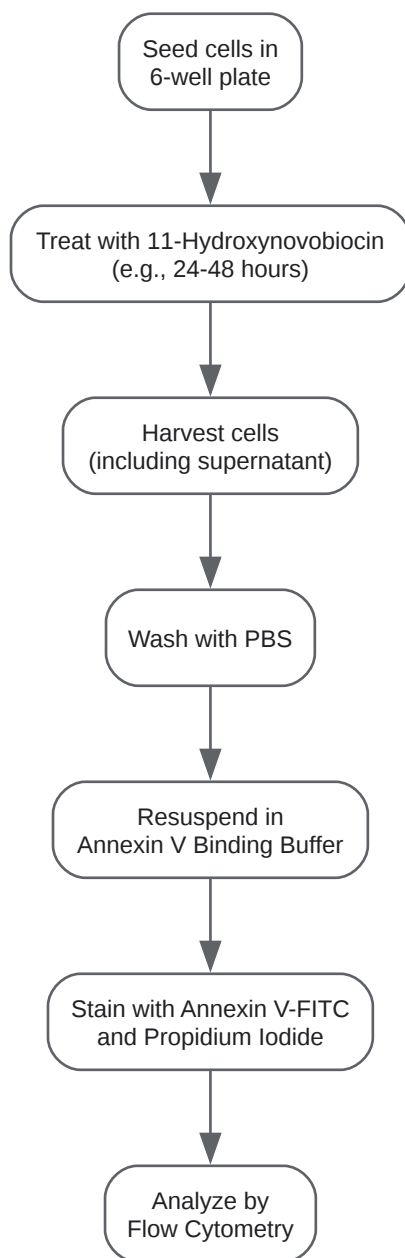 Seed cells in
6-well plate
Treat with 11-Hydroxynovobiocin
(e.g., 24-48 hours)
Harvest cells
(including supernatant)
Wash with PBS
Resuspend in
Annexin V Binding Buffer
Stain with Annexin V-FITC
and Propidium Iodide
Analyze by
Flow Cytometry